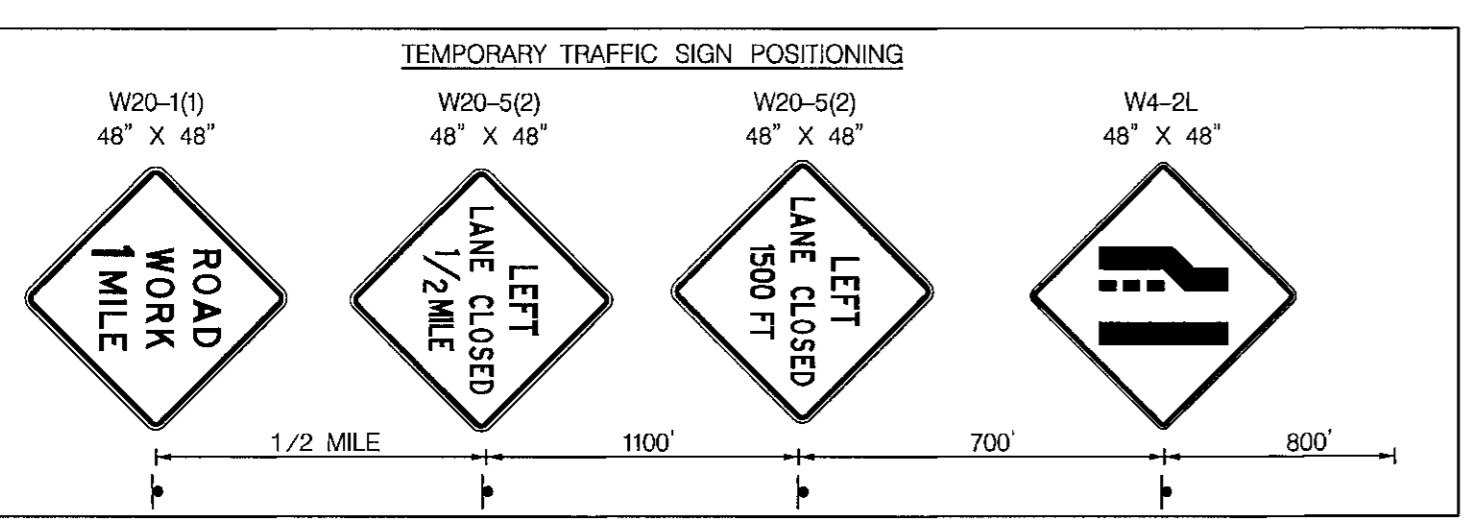 TEMPORARY TRAFFIC SIGN POSITIONING
W20-1(1)
48" X 48"
W20-5(2)
48" X 48"
W20-5(2)
48" X 48"
W4-2L
48" X 48"
ROAD
WORK
1 MILE
LEFT
LANE CLOSED
1/2 MILE
LEFT
LANE CLOSED
1500 FT
1/2 MILE
1100'
700'
800'